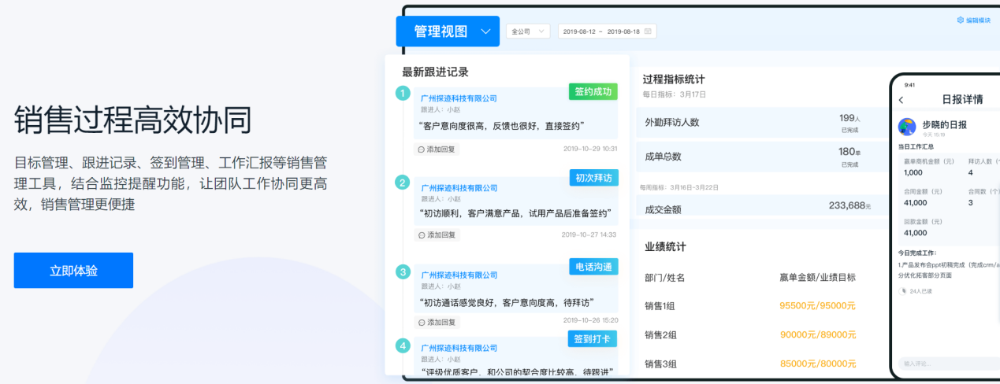 销售过程高效协同
目标管理、跟进记录、签到管理、工作汇报等销售管
理工具，结合监控提醒功能，让团队工作协同更高
效，销售管理更便捷
立即体验
管理视图
全公司
2019-08-12 ~ 2019-08-18
编辑模块
最新跟进记录
1
签约成功
广州探迹科技有限公司
跟进人：小赵
“客户意向度很高，反馈也很好，直接签约”
添加回复
2019-10-29 10:31
2
初次拜访
广州探迹科技有限公司
跟进人：小赵
“初访顺利，客户满意产品，试用产品后准备签约”
添加回复
2019-10-27 14:33
3
电话沟通
广州探迹科技有限公司
跟进人：小赵
“初访通话感觉良好，客户意向度高，待拜访”
添加回复
2019-10-26 15:20
4
签到打卡
广州探迹科技有限公司
跟进人：小赵
“评级优质客户，和公司的契合度比较高，待跟进”
过程指标统计
每日指标：3月17日
外勤拜访人数
199人
已完成
成单总数
180单
已完成
每周指标：3月16日~3月22日
成交金额
233,688元
业绩统计
部门/姓名 赢单金额/业绩目标
销售1组 95500元/95000元
销售2组 90000元/89000元
销售3组 85000元/80000元
9:41
日报详情
步晓的日报
今天 15:19
当日工作汇总
赢单商机金额（元） 拜访人数（个
1,000 4
合同金额（元） 合同数（个）
41,000 3
回款金额（元）
41,000
今日完成工作：
1.产品发布会ppt初稿完成（完成crm/
分优化拓客部分页面
24人已读
输入评论...